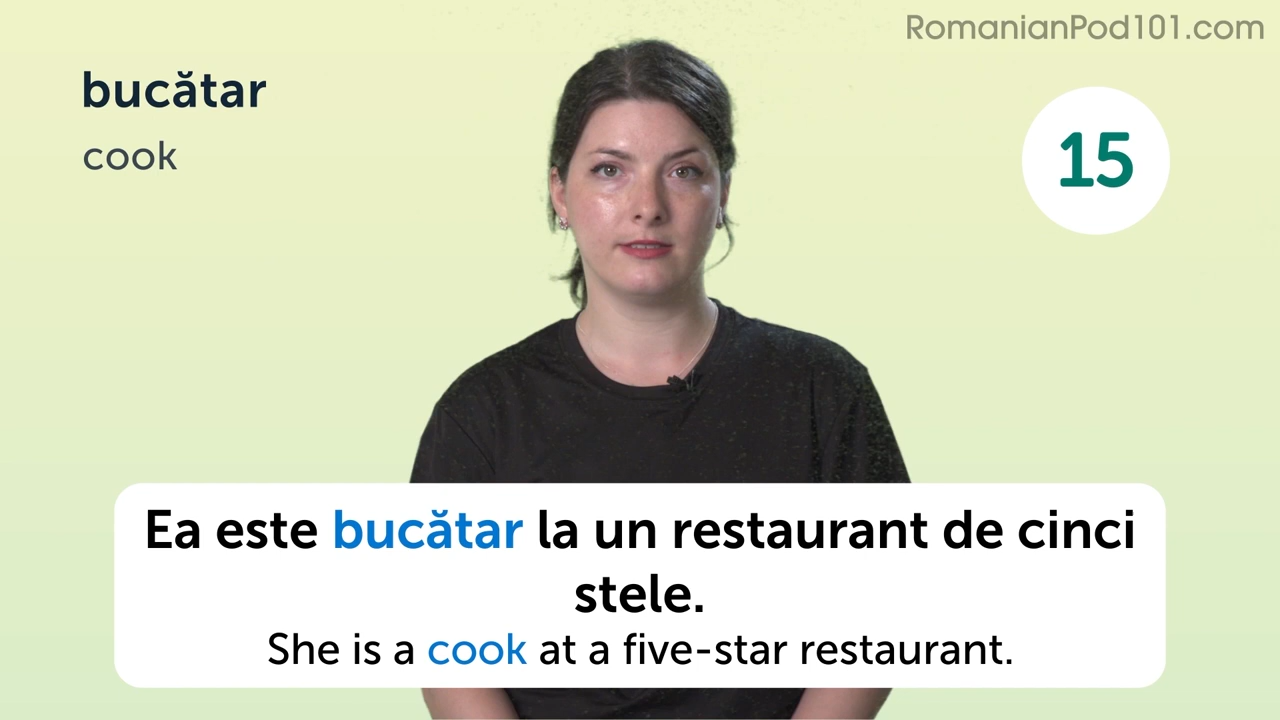 RomanianPod101.com
bucătar
cook
15
Ea este bucătar la un restaurant de cinci
stele.
She is a cook at a five-star restaurant.